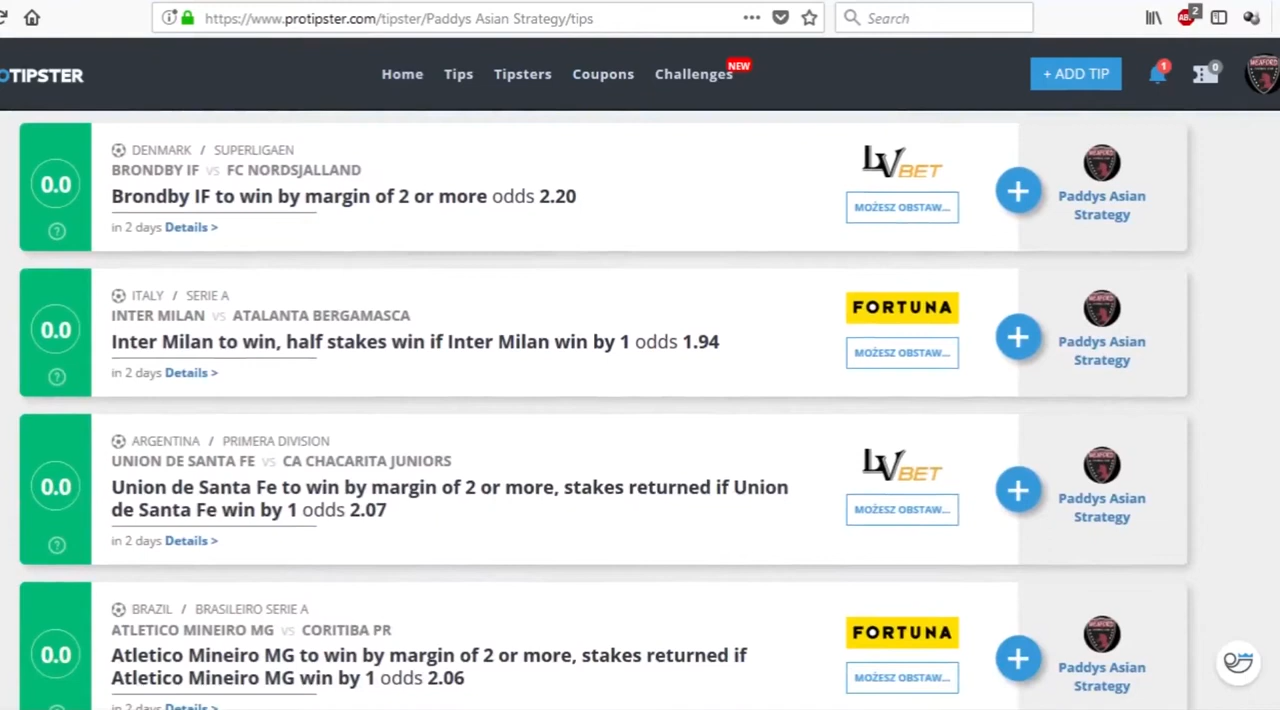 https://www.protipster.com/tipster/Paddys Asian Strategy/tips
Search
2
OTIPSTER
Home
Tips
Tipsters
Coupons
Challenges
NEW
+ ADD TIP
1
0
0.0
DENMARK / SUPERLIGAEN
BRONDBY IF vs FC NORDSJALLAND
Brondby IF to win by margin of 2 or more odds 2.20
in 2 days Details >
LV BET
MOŻESZ OBSTAW...
Paddys Asian
Strategy
0.0
ITALY / SERIE A
INTER MILAN vs ATALANTA BERGAMASCA
Inter Milan to win, half stakes win if Inter Milan win by 1 odds 1.94
in 2 days Details >
FORTUNA
MOŻESZ OBSTAW...
Paddys Asian
Strategy
0.0
ARGENTINA / PRIMERA DIVISION
UNION DE SANTA FE vs CA CHACARITA JUNIORS
Union de Santa Fe to win by margin of 2 or more, stakes returned if Union
de Santa Fe win by 1 odds 2.07
in 2 days Details >
LV BET
MOŻESZ OBSTAW...
Paddys Asian
Strategy
0.0
BRAZIL / BRASILEIRO SERIE A
ATLETICO MINEIRO MG vs CORITIBA PR
Atletico Mineiro MG to win by margin of 2 or more, stakes returned if
Atletico Mineiro MG win by 1 odds 2.06
in 2 days Details >
FORTUNA
MOŻESZ OBSTAW...
Paddys Asian
Strategy